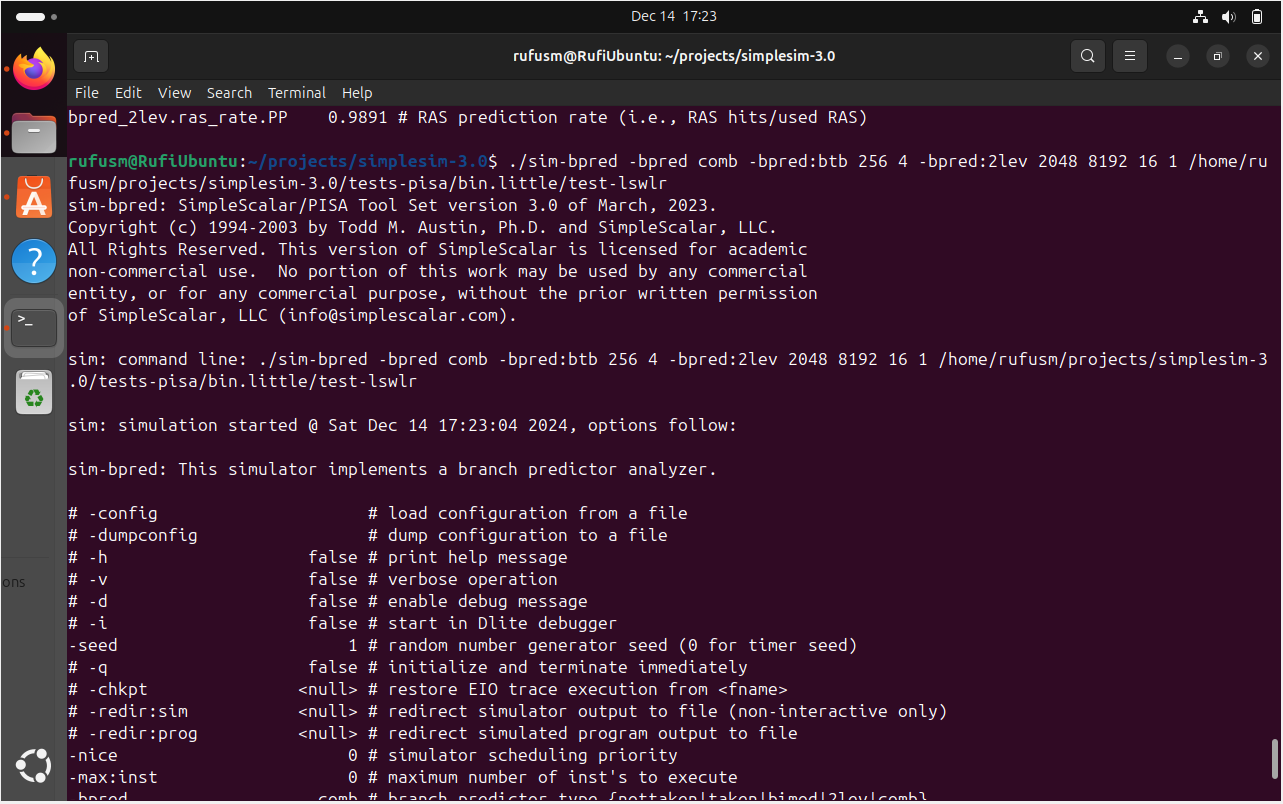 Dec 14 17:23
rufusm@RufiUbuntu: ~/projects/simplesim-3.0
File Edit View Search Terminal Help
bpred_2lev.ras_rate.PP    0.9891 # RAS prediction rate (i.e., RAS hits/used RAS)
rufusm@RufiUbuntu:~/projects/simplesim-3.0$ ./sim-bpred -bpred comb -bpred:btb 256 4 -bpred:2lev 2048 8192 16 1 /home/ru
fusm/projects/simplesim-3.0/tests-pisa/bin.little/test-lswlr
sim-bpred: SimpleScalar/PISA Tool Set version 3.0 of March, 2023.
Copyright (c) 1994-2003 by Todd M. Austin, Ph.D. and SimpleScalar, LLC.
All Rights Reserved. This version of SimpleScalar is licensed for academic
non-commercial use.  No portion of this work may be used by any commercial
entity, or for any commercial purpose, without the prior written permission
of SimpleScalar, LLC (info@simplescalar.com).
sim: command line: ./sim-bpred -bpred comb -bpred:btb 256 4 -bpred:2lev 2048 8192 16 1 /home/rufusm/projects/simplesim-3
.0/tests-pisa/bin.little/test-lswlr
sim: simulation started @ Sat Dec 14 17:23:04 2024, options follow:
sim-bpred: This simulator implements a branch predictor analyzer.
# -config                     # load configuration from a file
# -dumpconfig                 # dump configuration to a file
# -h                    false # print help message
# -v                    false # verbose operation
# -d                    false # enable debug message
# -i                    false # start in Dlite debugger
-seed                       1 # random number generator seed (0 for timer seed)
# -q                    false # initialize and terminate immediately
# -chkpt               <null> # restore EIO trace execution from <fname>
# -redir:sim           <null> # redirect simulator output to file (non-interactive only)
# -redir:prog          <null> # redirect simulated program output to file
-nice                       0 # simulator scheduling priority
-max:inst                   0 # maximum number of inst's to execute
-bpred                   comb # branch predictor type {nottaken|taken|bimod|2lev|comb}
ons